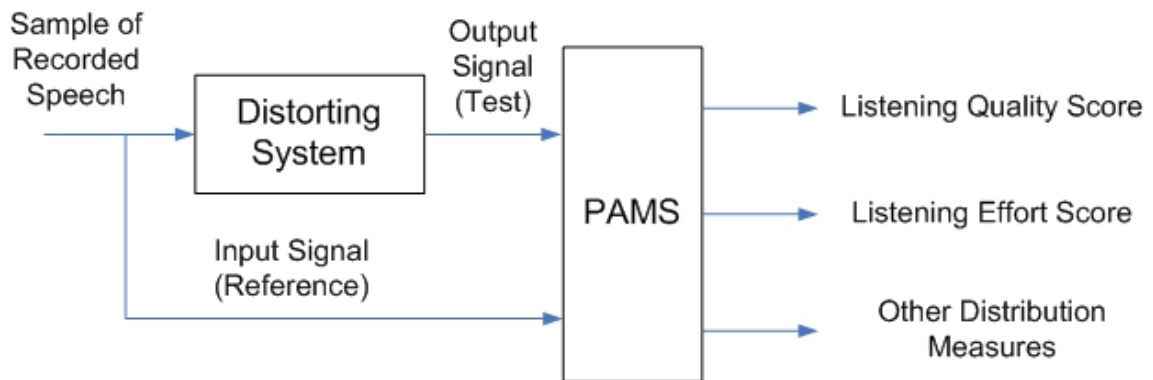 Sample of
Recorded
Speech
Distorting
System
Output
Signal
(Test)
Input Signal
(Reference)
PAMS
Listening Quality Score
Listening Effort Score
Other Distribution
Measures